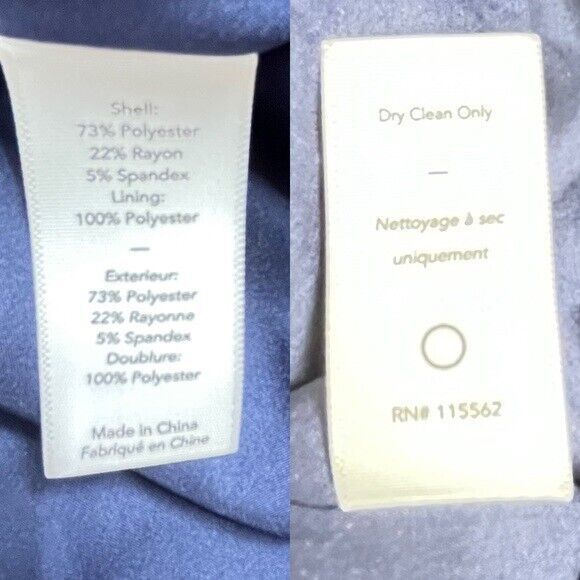 Shell:
73% Polyester
22% Rayon
5% Spandex
Lining:
100% Polyester
—
Exterieur:
73% Polyester
22% Rayonne
5% Spandex
Doublure:
100% Polyester
Made in China
Fabriqué en Chine
Dry Clean Only
—
Nettoyage à sec
uniquement
RN# 115562